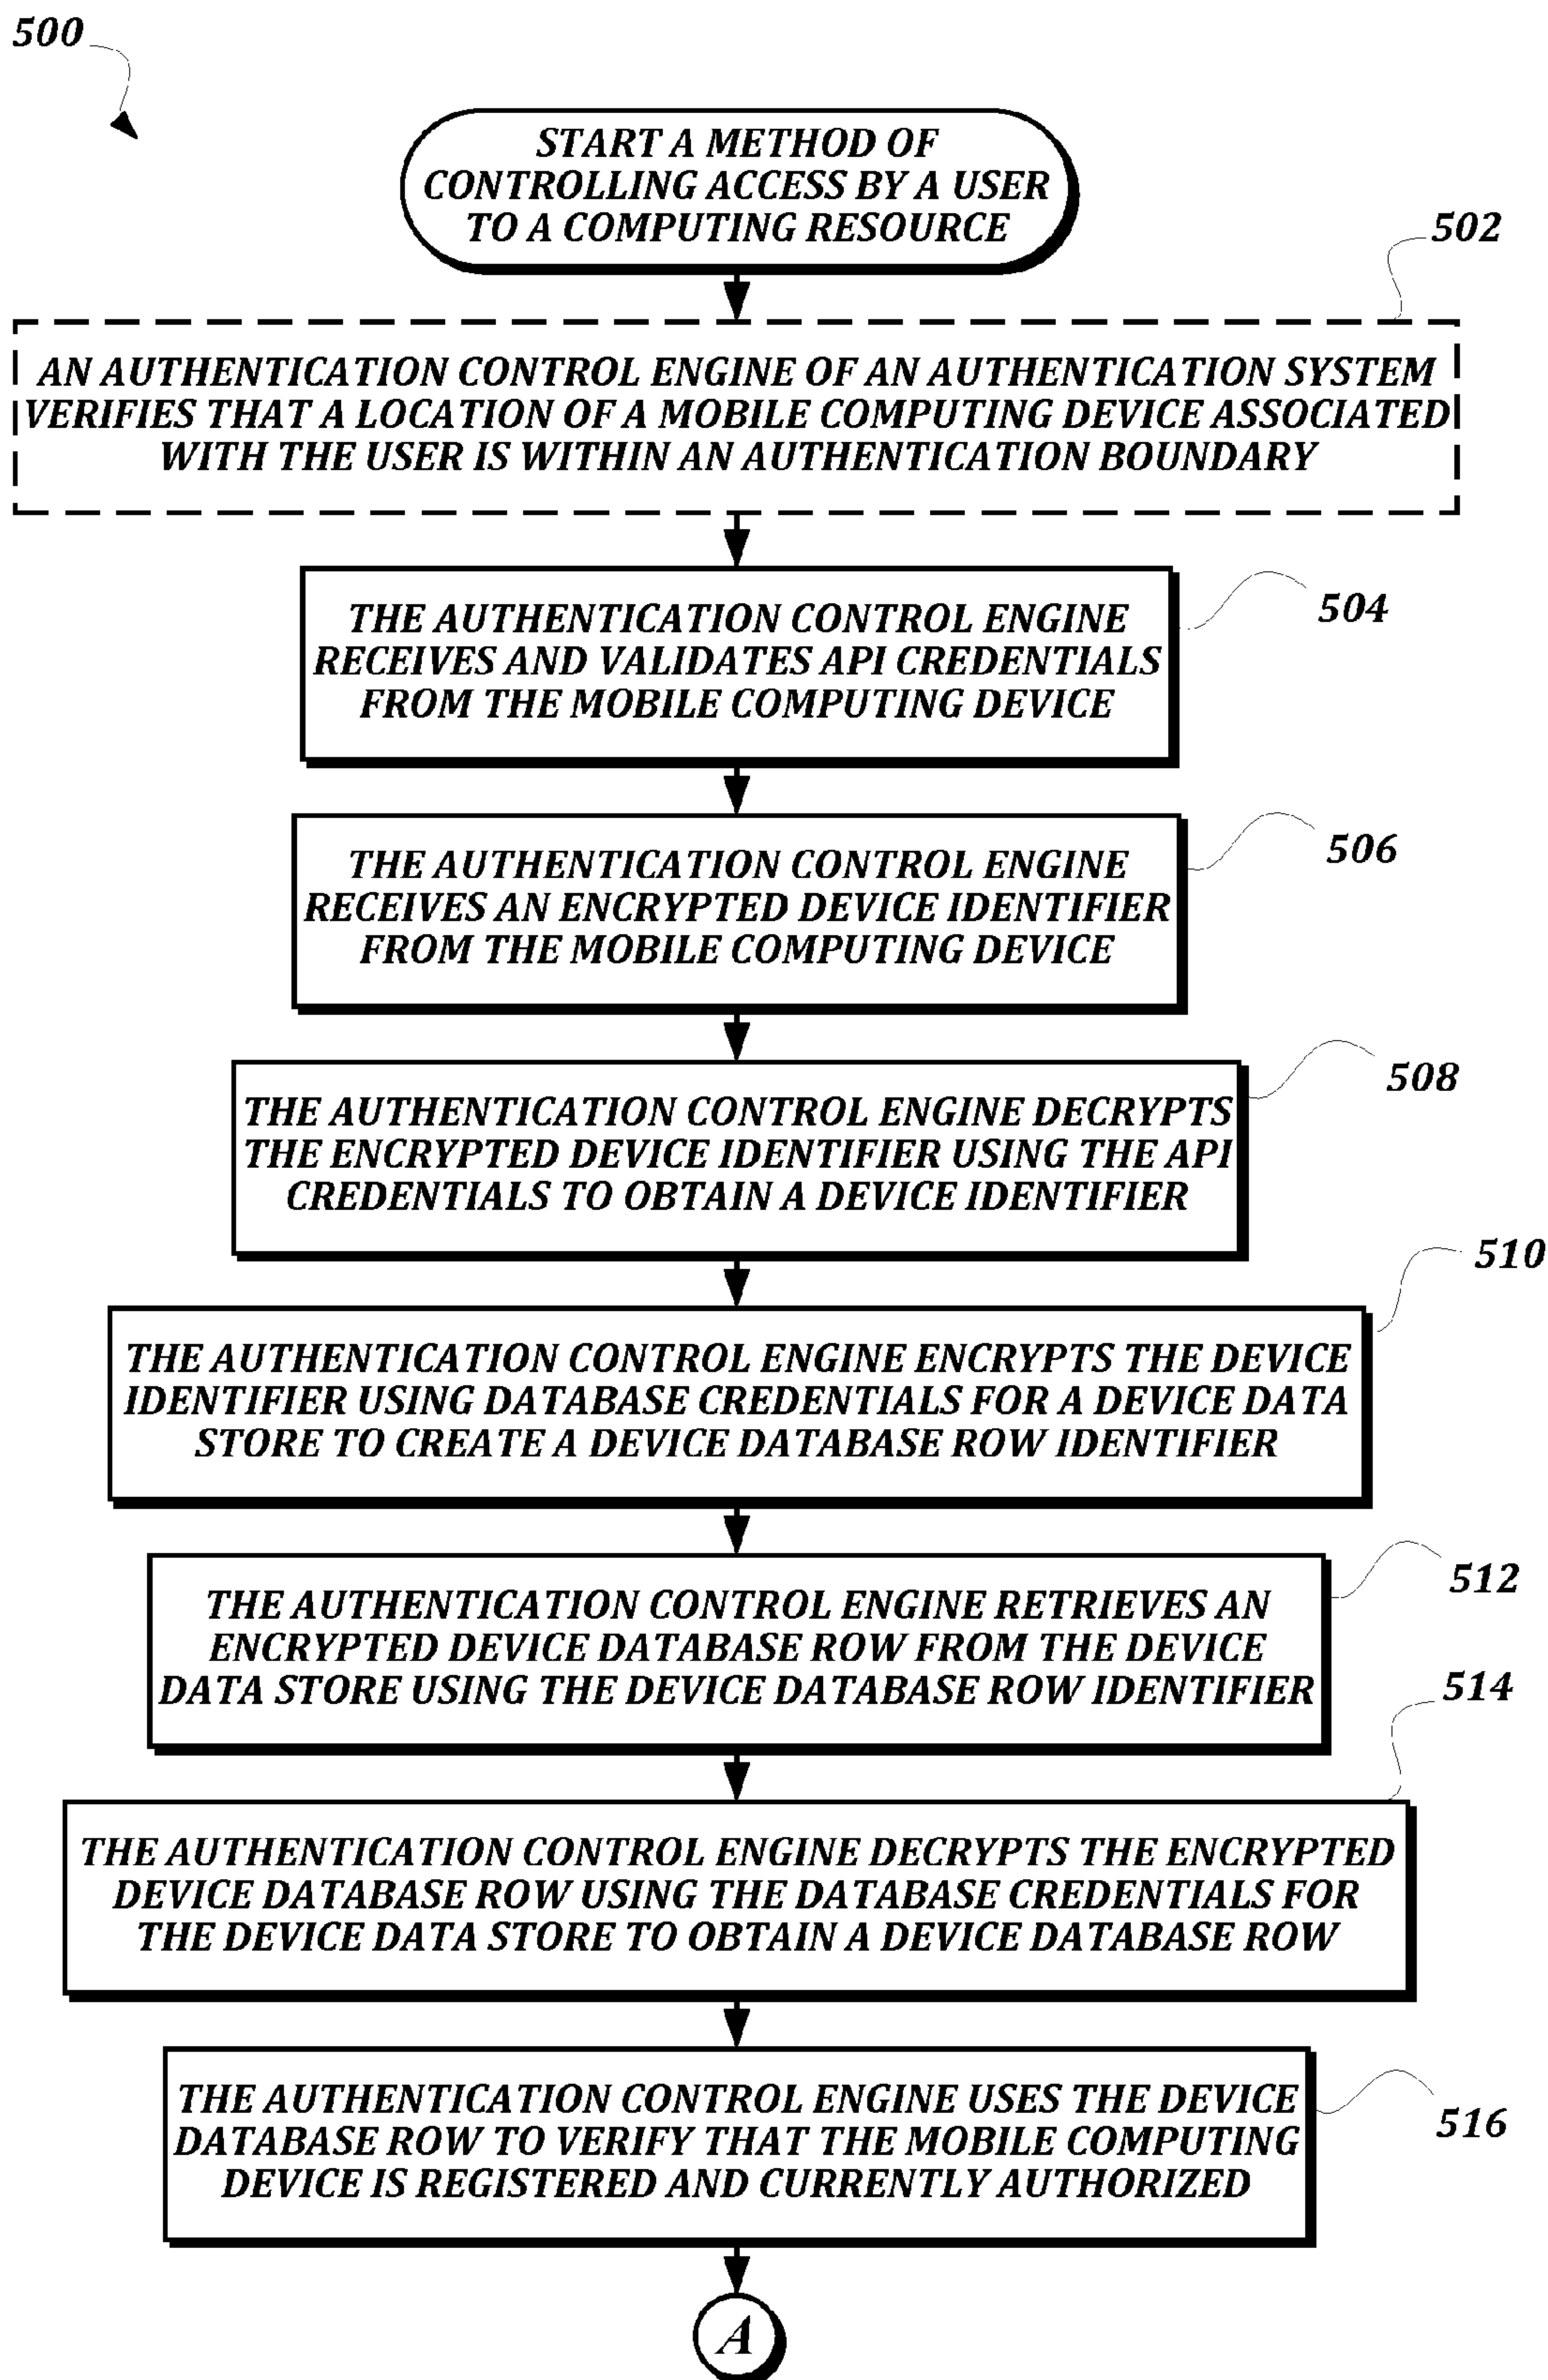 500
START A METHOD OF
CONTROLLING ACCESS BY A USER
TO A COMPUTING RESOURCE
502
AN AUTHENTICATION CONTROL ENGINE OF AN AUTHENTICATION SYSTEM
VERIFIES THAT A LOCATION OF A MOBILE COMPUTING DEVICE ASSOCIATED
WITH THE USER IS WITHIN AN AUTHENTICATION BOUNDARY
504
THE AUTHENTICATION CONTROL ENGINE
RECEIVES AND VALIDATES API CREDENTIALS
FROM THE MOBILE COMPUTING DEVICE
506
THE AUTHENTICATION CONTROL ENGINE
RECEIVES AN ENCRYPTED DEVICE IDENTIFIER
FROM THE MOBILE COMPUTING DEVICE
508
THE AUTHENTICATION CONTROL ENGINE DECRYPTS
THE ENCRYPTED DEVICE IDENTIFIER USING THE API
CREDENTIALS TO OBTAIN A DEVICE IDENTIFIER
510
THE AUTHENTICATION CONTROL ENGINE ENCRYPTS THE DEVICE
IDENTIFIER USING DATABASE CREDENTIALS FOR A DEVICE DATA
STORE TO CREATE A DEVICE DATABASE ROW IDENTIFIER
512
THE AUTHENTICATION CONTROL ENGINE RETRIEVES AN
ENCRYPTED DEVICE DATABASE ROW FROM THE DEVICE
DATA STORE USING THE DEVICE DATABASE ROW IDENTIFIER
514
THE AUTHENTICATION CONTROL ENGINE DECRYPTS THE ENCRYPTED
DEVICE DATABASE ROW USING THE DATABASE CREDENTIALS FOR
THE DEVICE DATA STORE TO OBTAIN A DEVICE DATABASE ROW
516
THE AUTHENTICATION CONTROL ENGINE USES THE DEVICE
DATABASE ROW TO VERIFY THAT THE MOBILE COMPUTING
DEVICE IS REGISTERED AND CURRENTLY AUTHORIZED
A